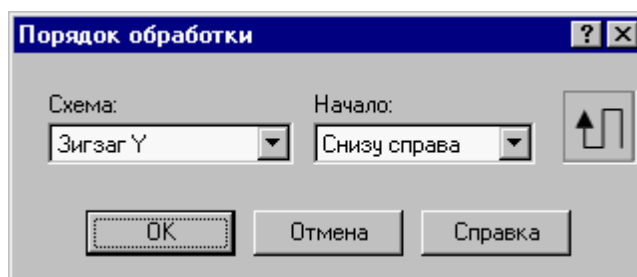 Порядок обработки
Схема: Начало:
Зигзаг Y Снизу справа
OK Отмена Справка